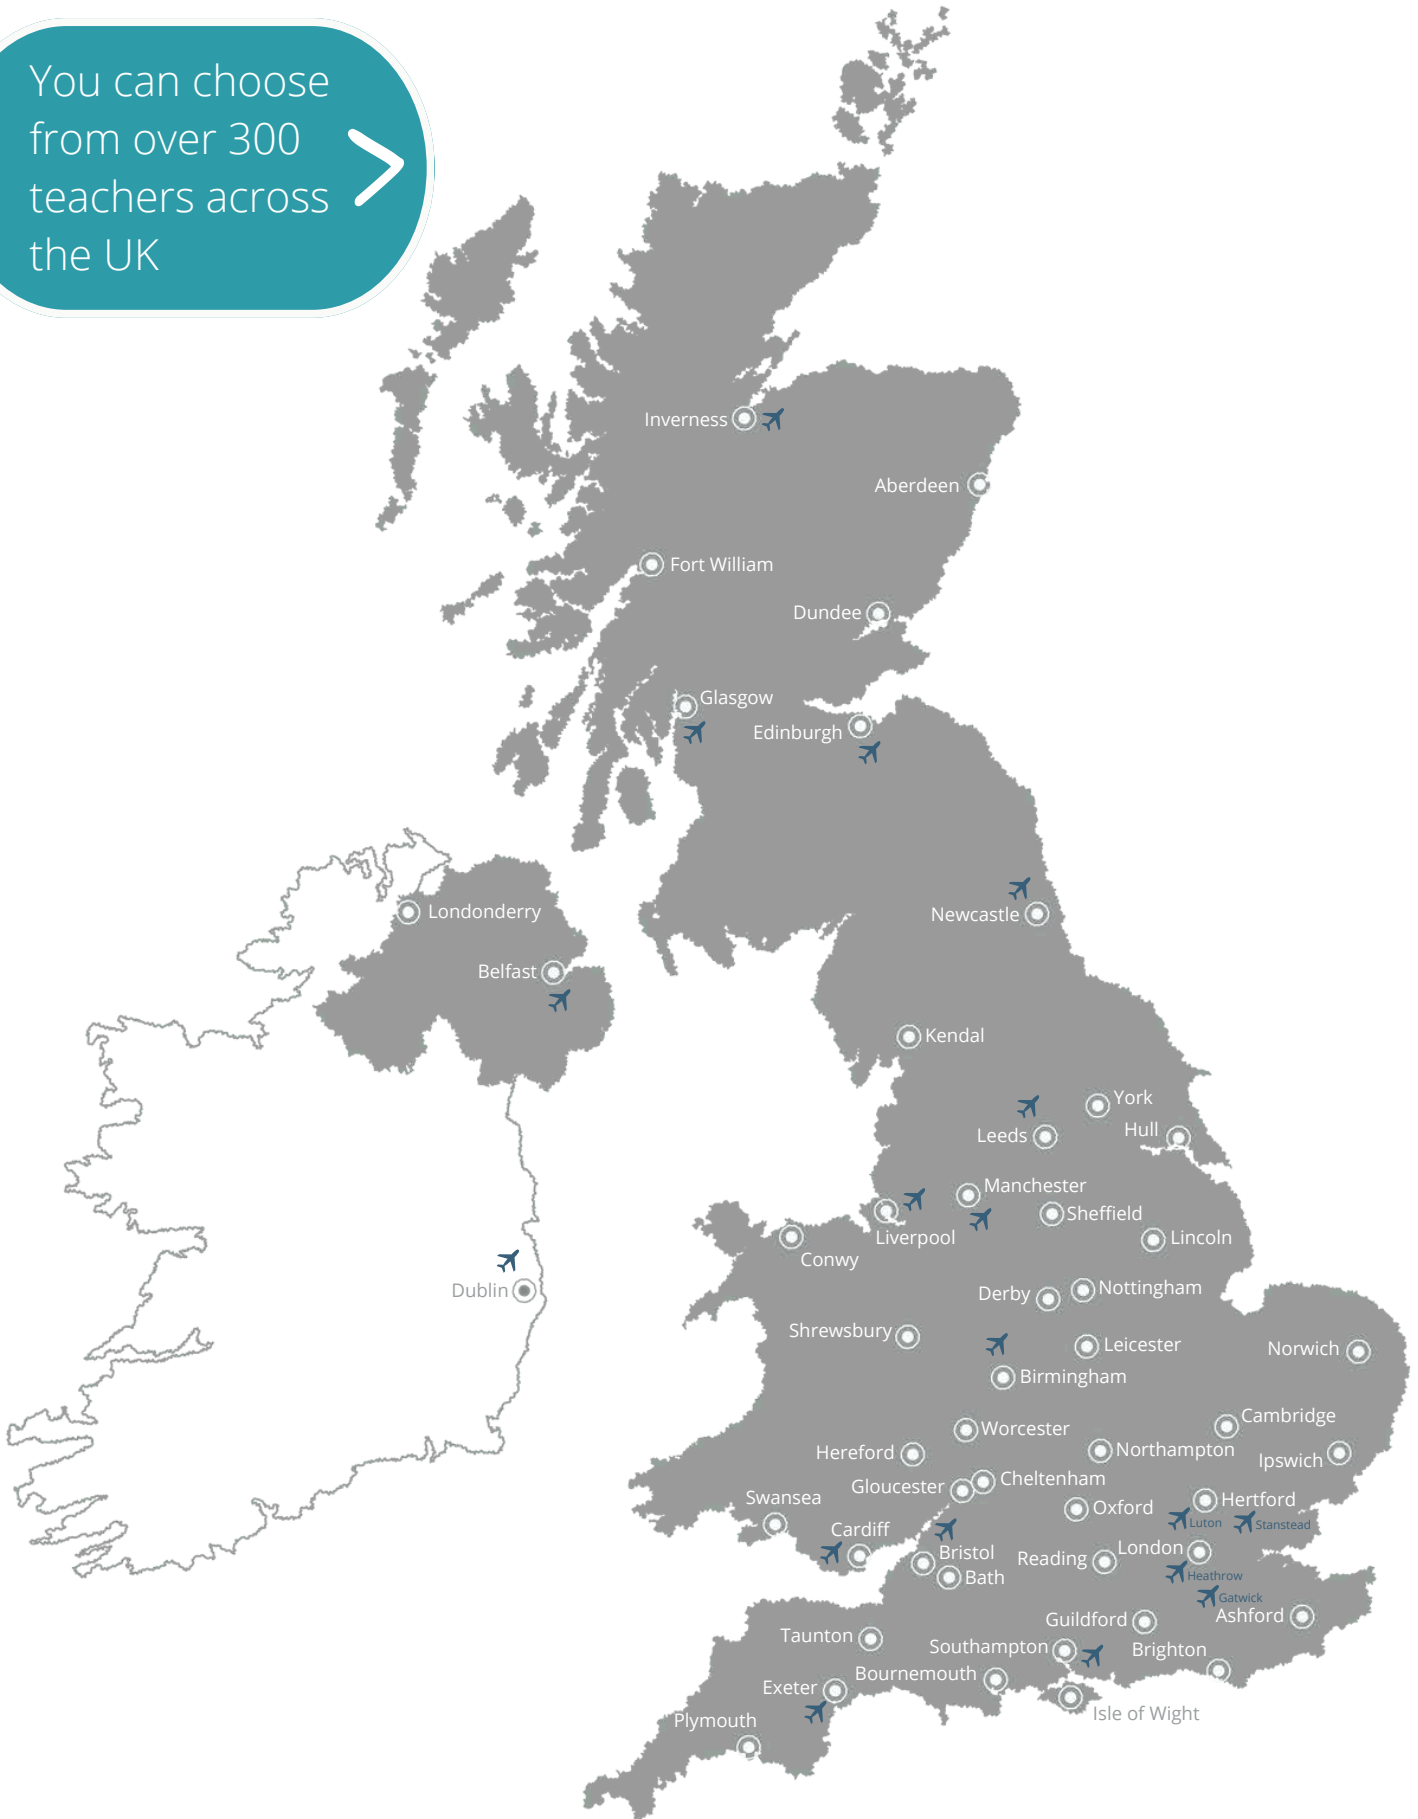 You can choose
from over 300
teachers across
the UK
Inverness
Aberdeen
Fort William
Dundee
Glasgow
Edinburgh
Londonderry
Newcastle
Belfast
Kendal
York
Hull
Leeds
Manchester
Sheffield
Liverpool
Lincoln
Conwy
Dublin
Derby
Nottingham
Shrewsbury
Leicester
Norwich
Birmingham
Cambridge
Worcester
Northampton
Hereford
Ipswich
Cheltenham
Gloucester
Swansea
Hertford
Oxford
Luton
Stanstead
Cardiff
London
Bristol
Reading
Heathrow
Bath
Gatwick
Ashford
Guildford
Taunton
Southampton
Brighton
Bournemouth
Exeter
Isle of Wight
Plymouth